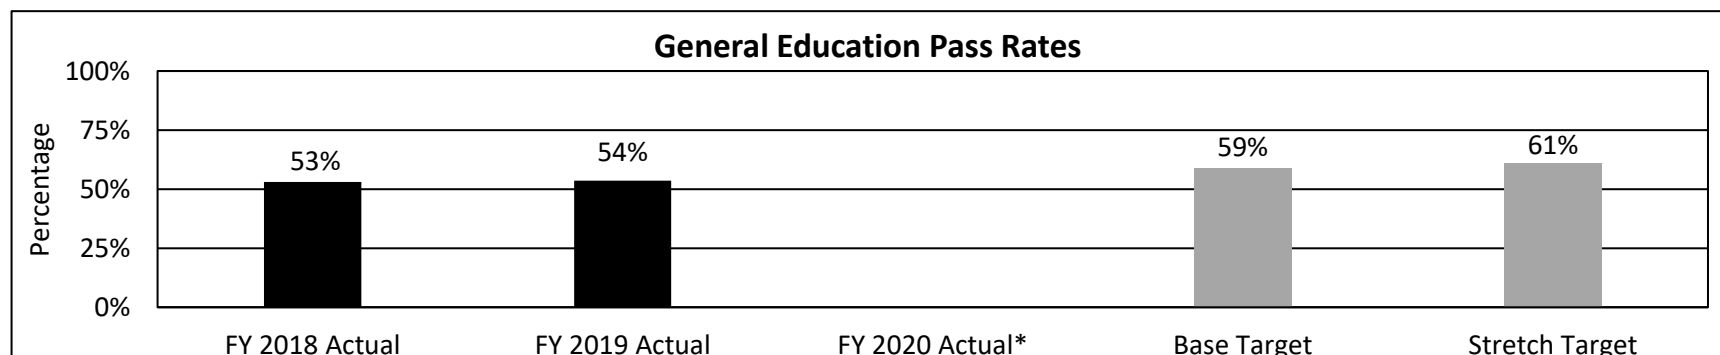 General Education Pass Rates
100%
75%
50%
25%
0%
Percentage
53%
54%
59%
61%
FY 2018 Actual
FY 2019 Actual
FY 2020 Actual*
Base Target
Stretch Target